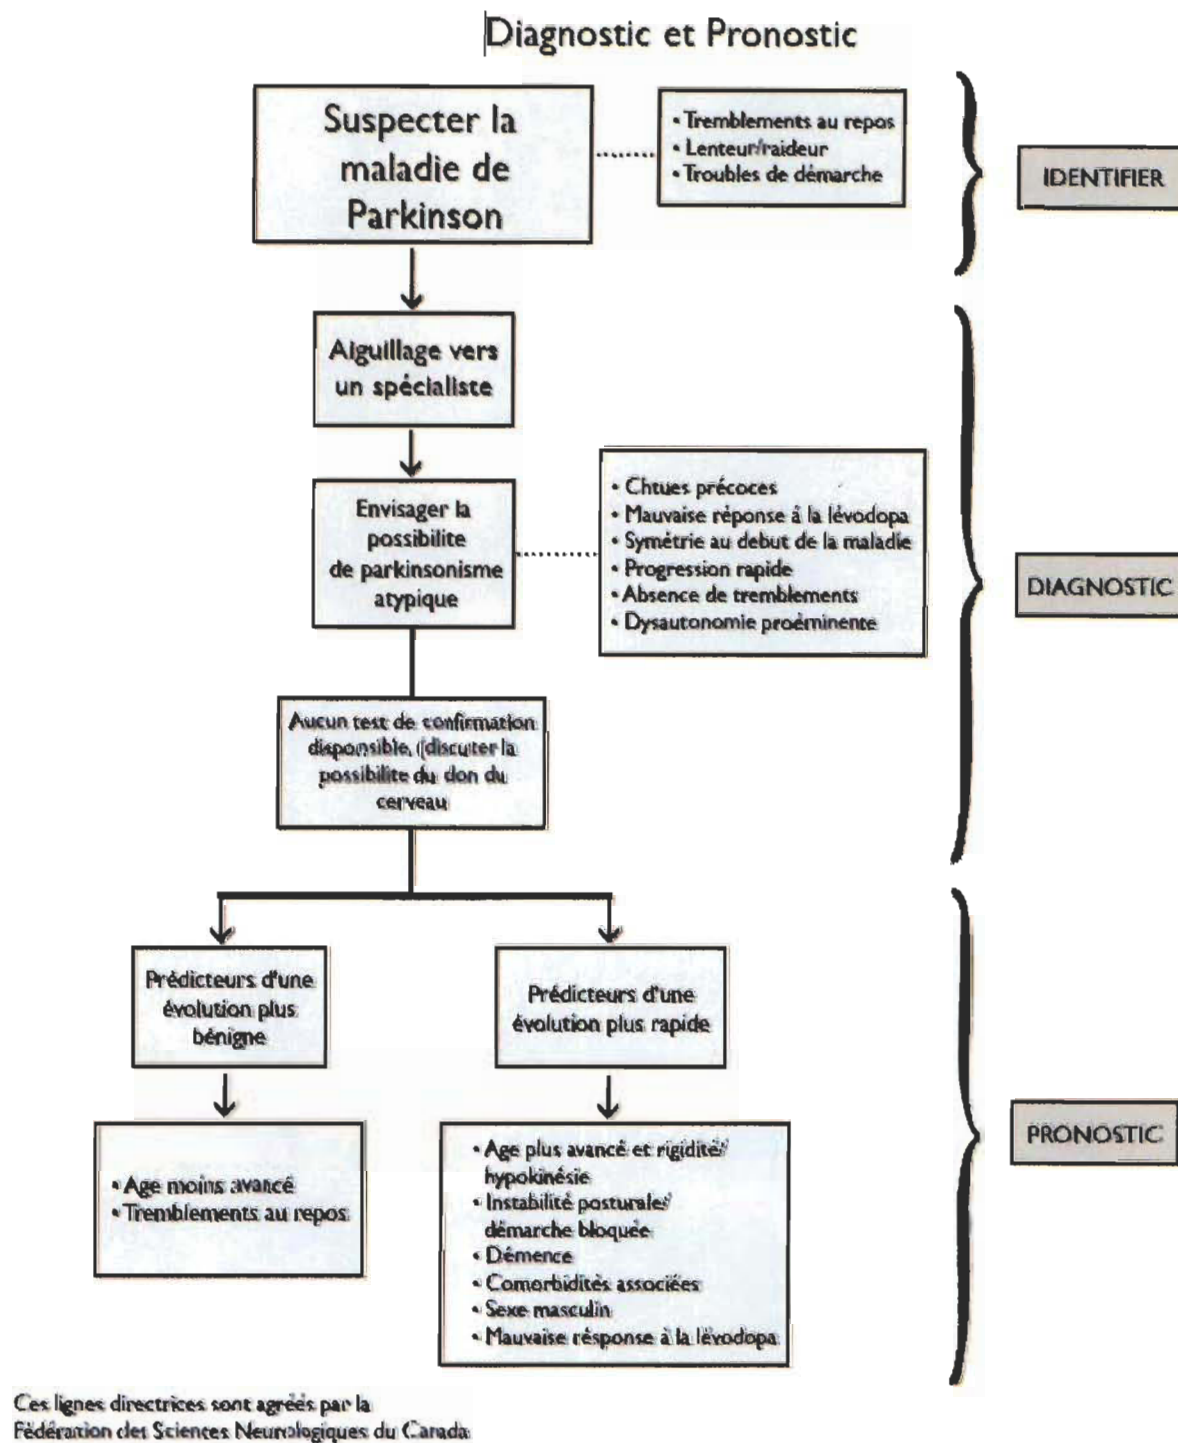 Diagnostic et Pronostic
Suspecter la
maladie de
Parkinson
• Tremblements au repos
• Lenteur/raideur
• Troubles de démarche
IDENTIFIER
Aiguillage vers
un spécialiste
Envisager la
possibilite
de parkinsonisme
atypique
• Chtues précoces
• Mauvaise réponse à la lévodopa
• Symétrie au debut de la maladie
• Progression rapide
• Absence de tremblements
• Dysautonomie proéminente
DIAGNOSTIC
Aucun test de confirmation
disponible, (discuter la
possibilite du don du
cerveau
Prédicteurs d'une
évolution plus
bénigne
Prédicteurs d'une
évolution plus rapide
• Age moins avancé
• Tremblements au repos
• Age plus avancé et rigidité/
hypokinésie
• Instabilité posturale/
démarche bloquée
• Démence
• Comorbidités associées
• Sexe masculin
• Mauvaise résponse à la lévodopa
PRONOSTIC
Ces lignes directrices sont agréés par la
Fédération des Sciences Neurologiques du Canada